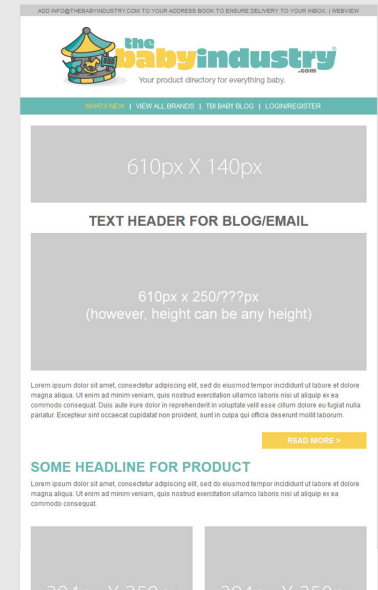 ADD INFO@THEBABYINDUSTRY.COM TO YOUR ADDRESS BOOK TO ENSURE DELIVERY TO YOUR INBOX. | WEBVIEW
the
babyindustry
.com
Your product directory for everything baby.
WHATS NEW | VIEW ALL BRANDS | TBI BABY BLOG | LOGIN/REGISTER
610px X 140px
TEXT HEADER FOR BLOG/EMAIL
610px x 250/???px
(however, height can be any height)
Lorem ipsum dolor sit amet, consectetur adipiscing elit, sed do eiusmod tempor incididunt ut labore et dolore
magna aliqua. Ut enim ad minim veniam, quis nostrud exercitation ullamco laboris nisi ut aliquip ex ea
commodo consequat. Duis aute irure dolor in reprehenderit in voluptate velit esse cillum dolore eu fugiat nulla
pariatur. Excepteur sint occaecat cupidatat non proident, sunt in culpa qui officia deserunt mollit laborum.
READ MORE >
SOME HEADLINE FOR PRODUCT
Lorem ipsum dolor sit amet, consectetur adipiscing elit, sed do eiusmod tempor incididunt ut labore et dolore
magna aliqua. Ut enim ad minim veniam, quis nostrud exercitation ullamco laboris nisi ut aliquip ex ea
commodo consequat